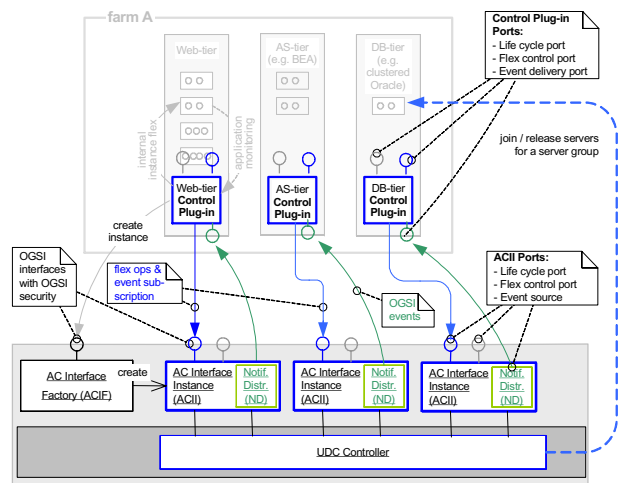 farm A
Web-tier
AS-tier
(e.g. BEA)
DB-tier
(e.g.
clustered
Oracle)
Control Plug-in
Ports:
- Life cycle port
- Flex control port
- Event delivery port
internal
instance flex
application
monitoring
join / release servers
for a server group
Web-tier
Control
Plug-in
AS-tier
Control
Plug-in
DB-tier
Control
Plug-in
create
instance
OGSI
interfaces
with OGSI
security
flex ops &
event sub-
scription
OGSI
events
ACII Ports:
- Life cycle port
- Flex control port
- Event source
AC Interface
Factory (ACIF)
create
AC Interface
Instance
(ACII)
Notif.
Distr.
(ND)
AC Interface
Instance
(ACII)
Notif.
Distr.
(ND)
AC Interface
Instance
(ACII)
Notif.
Distr.
(ND)
UDC Controller